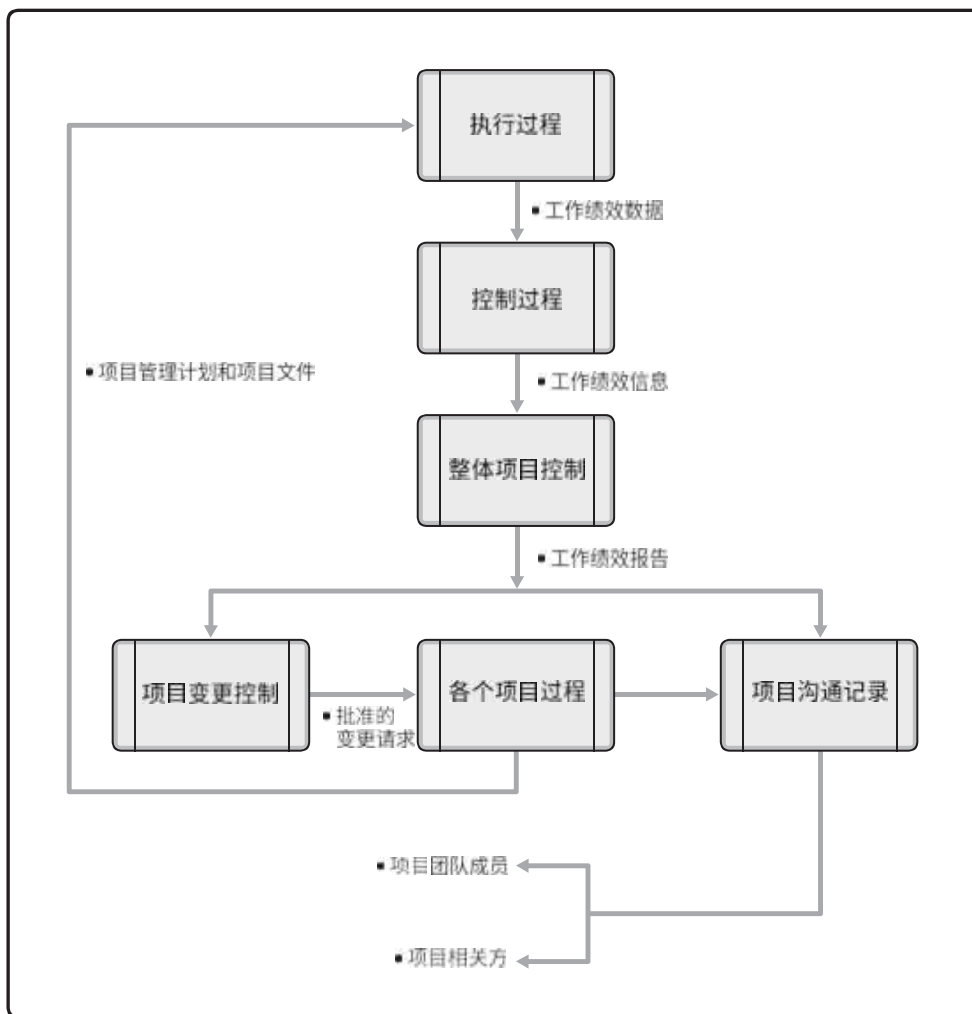 执行过程
▪ 工作绩效数据
控制过程
▪ 项目管理计划和项目文件
▪ 工作绩效信息
整体项目控制
▪ 工作绩效报告
项目变更控制
各个项目过程
项目沟通记录
▪ 批准的
变更请求
▪ 项目团队成员
▪ 项目相关方